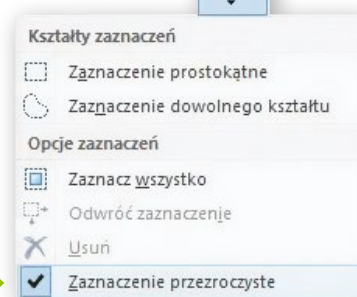 Kształty zaznaczeń
Zaznaczenie prostokątne
Zaznaczenie dowolnego kształtu
Opcje zaznaczeń
Zaznacz wszystko
Odwróć zaznaczenie
Usuń
Zaznaczenie przezroczyste